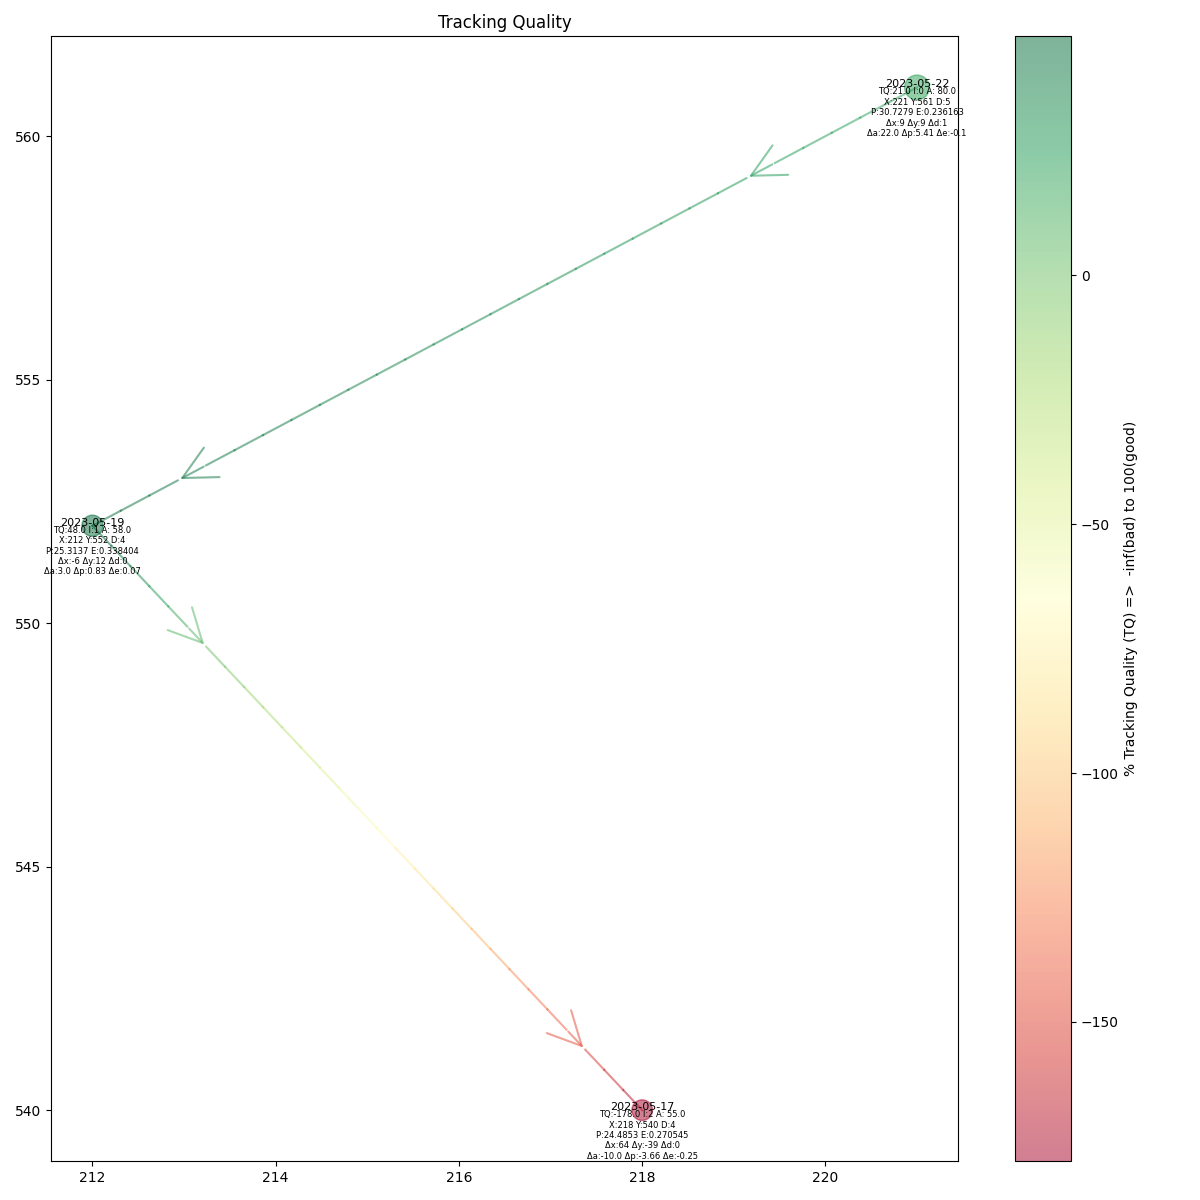 Tracking Quality
2023-05-22
TQ:21.0 I:0 A: 80.0
X:221 Y:561 D:5
P:30.7279 E:0.236163
Δx:9 Δy:9 Δd:1
Δa:22.0 Δp:5.41 Δe:-0.1
2023-05-19
TQ:48.0 I:1 A: 58.0
X:212 Y:552 D:4
P:25.3137 E:0.338404
Δx:-6 Δy:12 Δd:0
Δa:3.0 Δp:0.83 Δe:0.07
2023-05-17
TQ:-178.0 I:2 A: 55.0
X:218 Y:540 D:4
P:24.4853 E:0.270545
Δx:64 Δy:-39 Δd:0
Δa:-10.0 Δp:-3.66 Δe:-0.25
560
555
550
545
540
212
214
216
218
220
0
−50
−100
−150
% Tracking Quality (TQ) =>  -inf(bad) to 100(good)